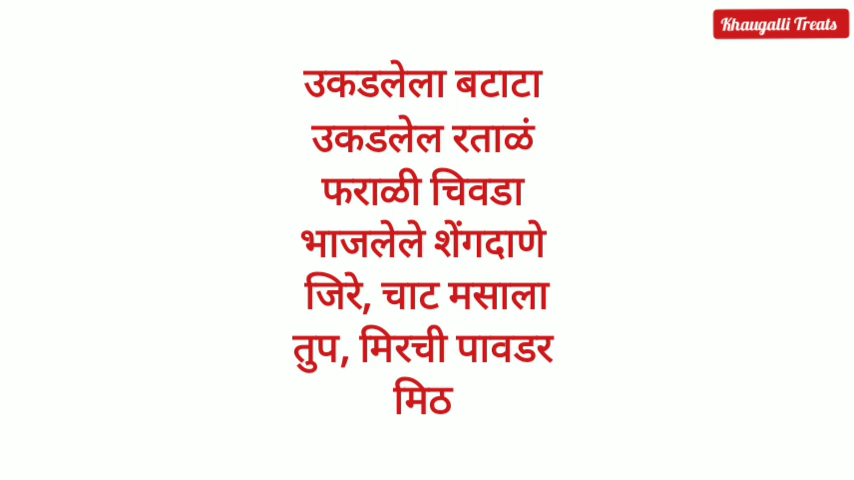 Khaugalli Treats
उकडलेला बटाटा
उकडलेल रताळं
फराळी चिवडा
भाजलेले शेंगदाणे
जिरे, चाट मसाला
तुप, मिरची पावडर
मिठ